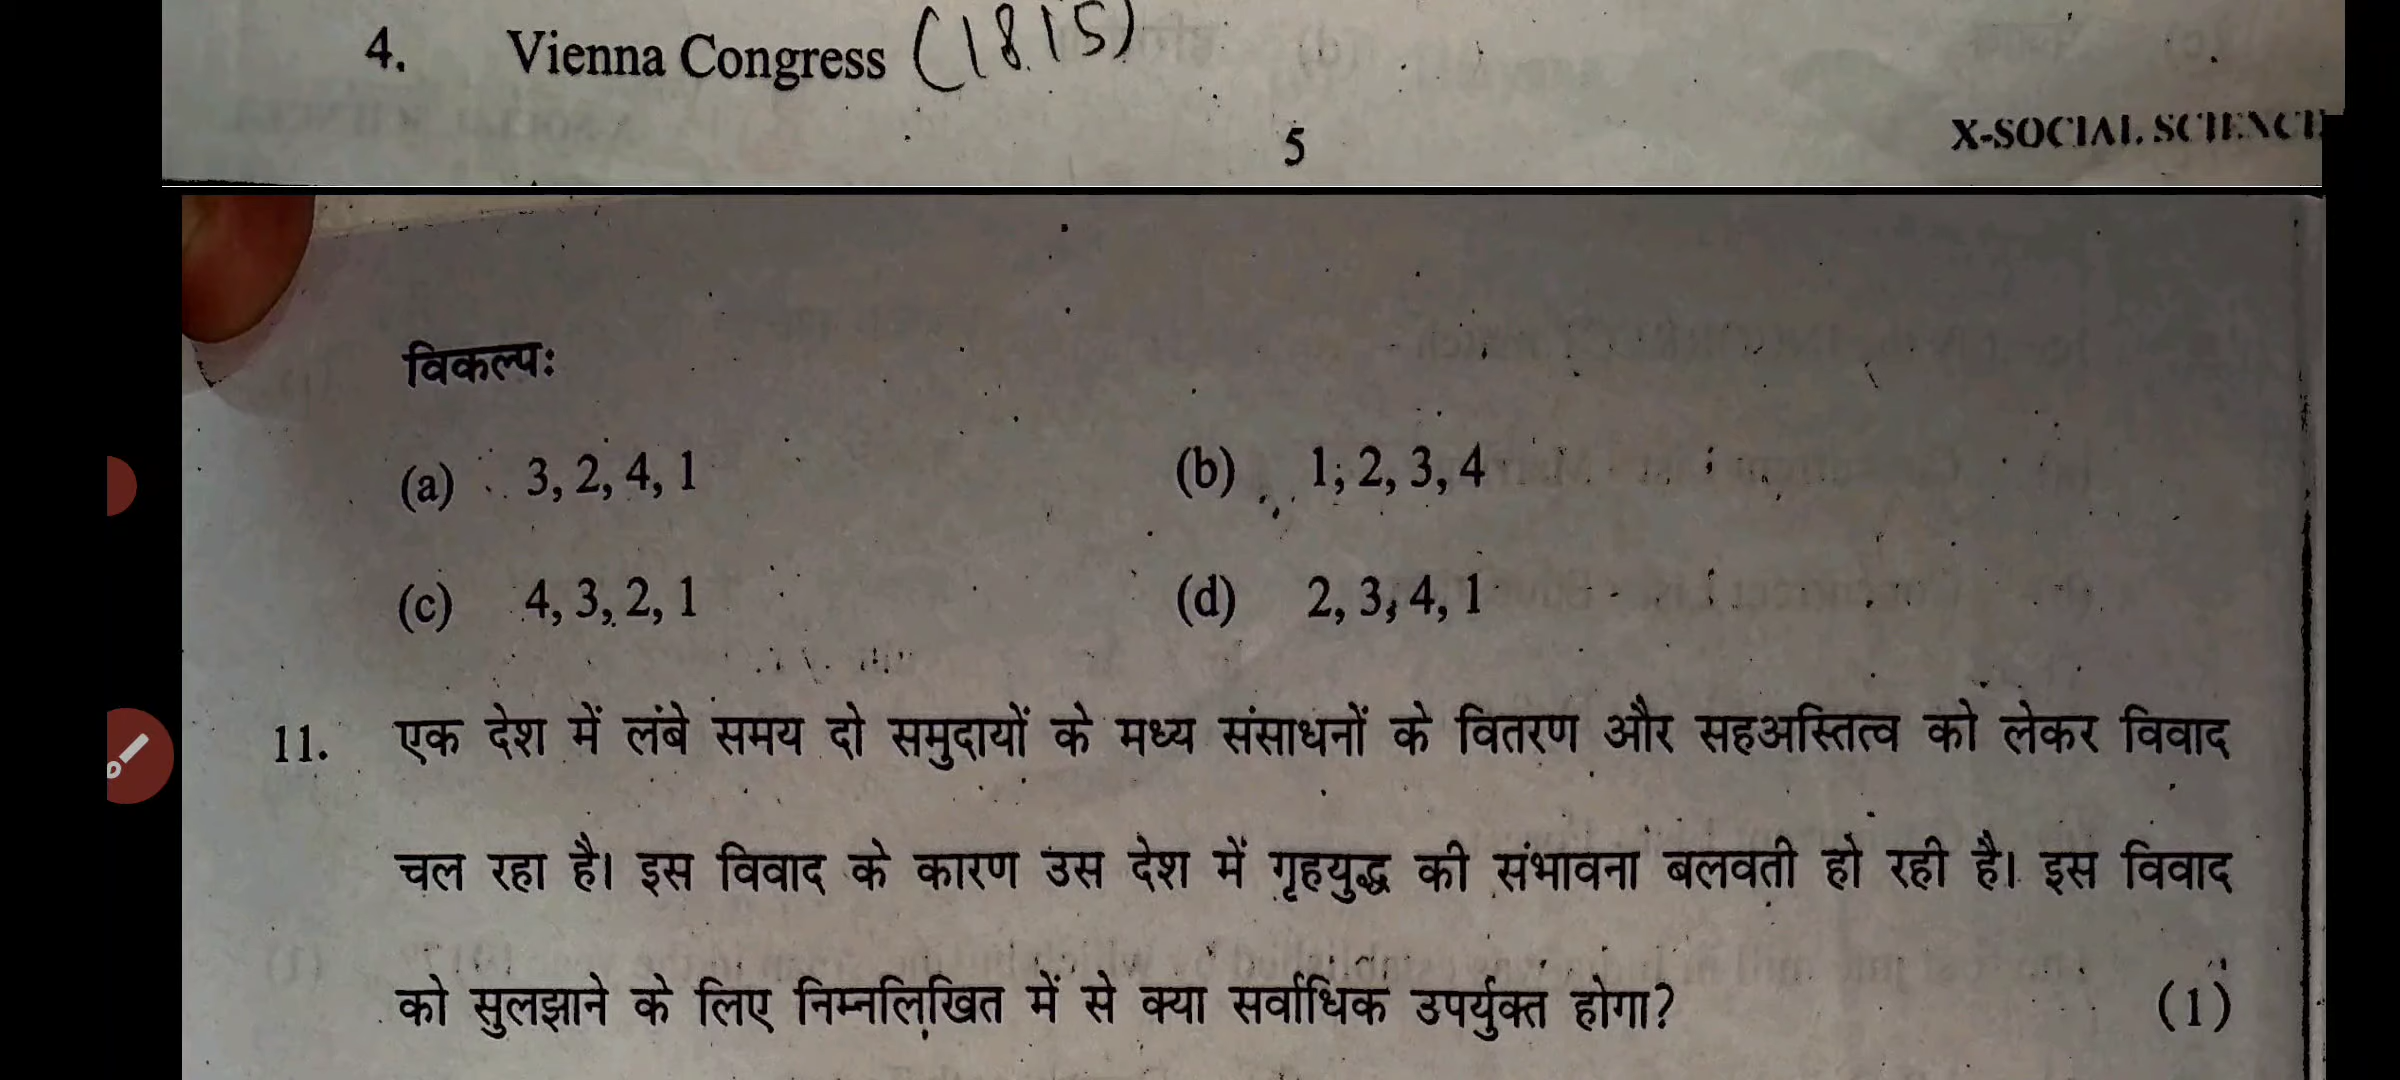 4. Vienna Congress (1815)
5
X-SOCIAL SCIENCE
विकल्पः
(a) 3, 2, 4, 1 (b) 1, 2, 3, 4
(c) 4, 3, 2, 1 (d) 2, 3, 4, 1
11. एक देश में लंबे समय दो समुदायों के मध्य संसाधनों के वितरण और सहअस्तित्व को लेकर विवाद
चल रहा है। इस विवाद के कारण उस देश में गृहयुद्ध की संभावना बलवती हो रही है। इस विवाद
को सुलझाने के लिए निम्नलिखित में से क्या सर्वाधिक उपर्युक्त होगा? (1)